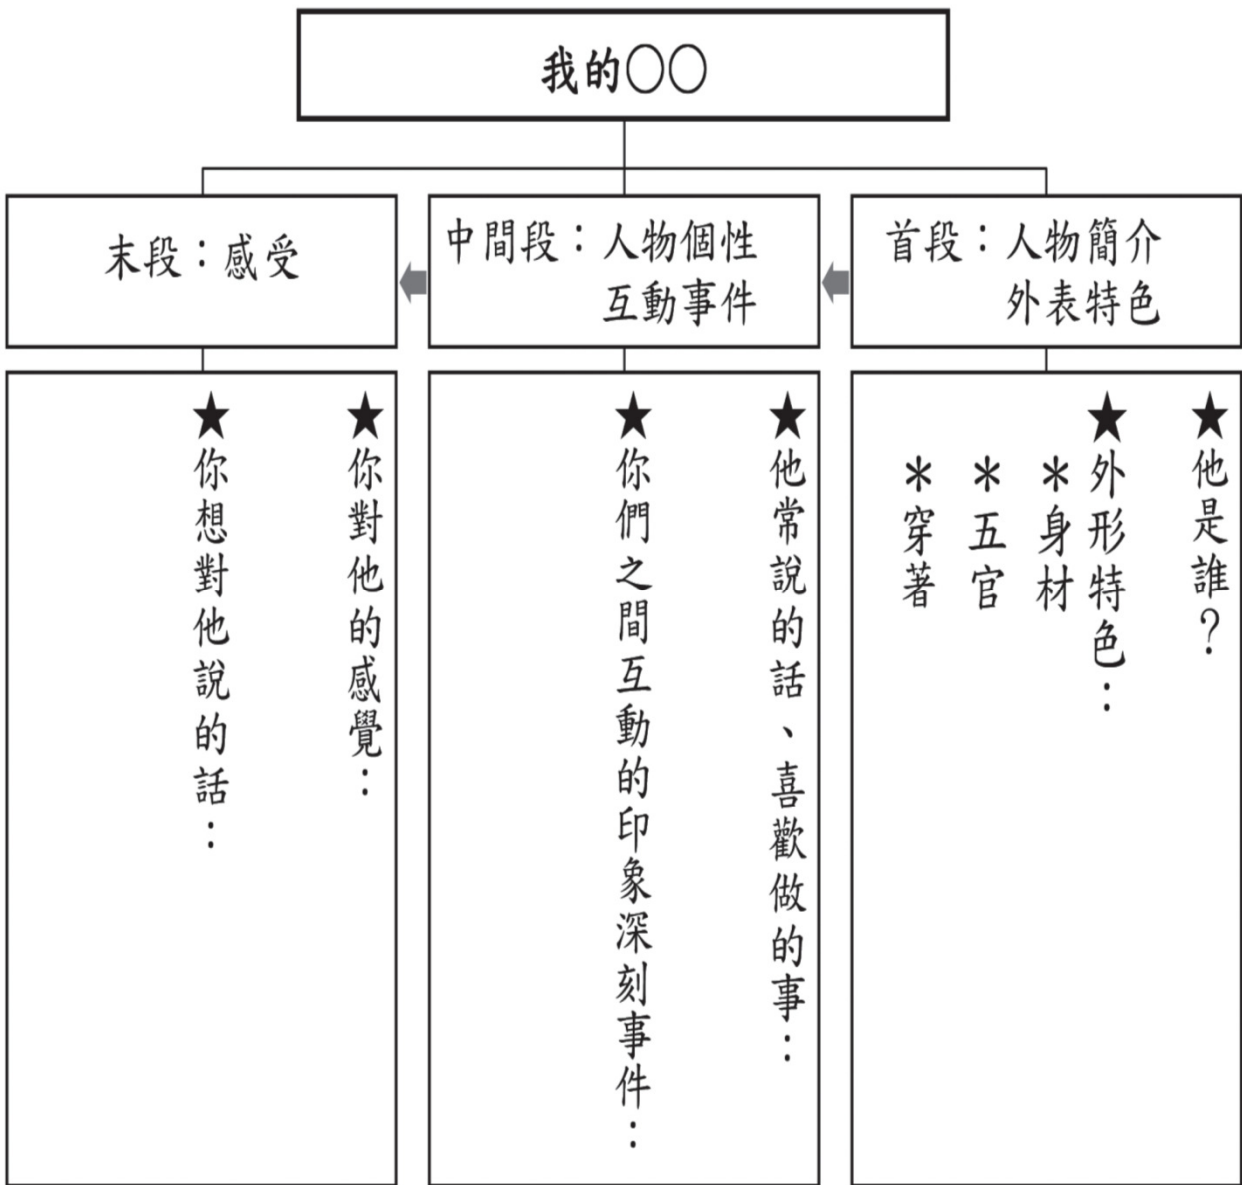 我的○○
首段：人物簡介
外表特色
中間段：人物個性
互動事件
末段：感受
★他是誰？
★外形特色：
＊身材
＊五官
＊穿著
★他常說的話、喜歡做的事：
★你們之間互動的印象深刻事件：
★你對他的感覺：
★你想對他說的話：